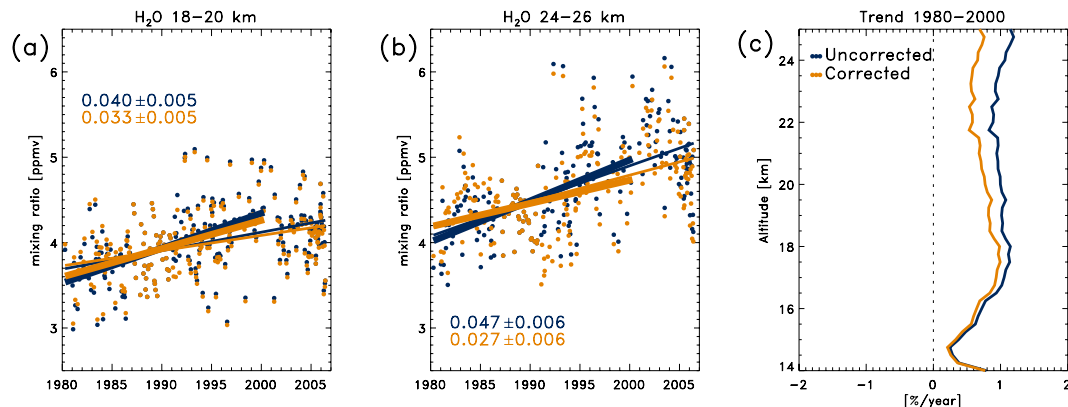 H₂O 18−20 km
(a)
6
5
4
3
mixing ratio [ppmv]
0.040±0.005
0.033±0.005
1980 1985 1990 1995 2000 2005
H₂O 24−26 km
(b)
6
5
4
3
mixing ratio [ppmv]
0.047±0.006
0.027±0.006
1980 1985 1990 1995 2000 2005
Trend 1980−2000
(c)
Uncorrected
Corrected
24
22
20
18
16
14
Altitude [km]
−2 −1 0 1 2
[%/year]